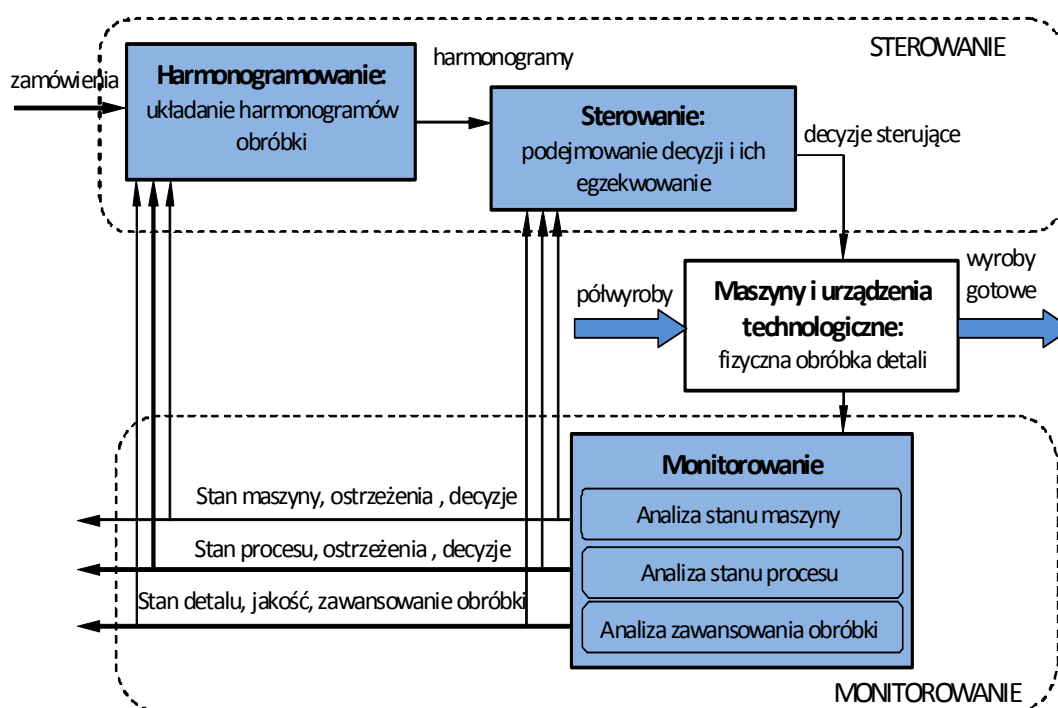 STEROWANIE
zamówienia
Harmonogramowanie:
układanie harmonogramów
obróbki
harmonogramy
Sterowanie:
podejmowanie decyzji i ich
egzekwowanie
decyzje sterujące
półwyroby
Maszyny i urządzenia
technologiczne:
fizyczna obróbka detali
wyroby
gotowe
Monitorowanie
Stan maszyny, ostrzeżenia , decyzje
Analiza stanu maszyny
Stan procesu, ostrzeżenia , decyzje
Analiza stanu procesu
Stan detalu, jakość, zawansowanie obróbki
Analiza zawansowania obróbki
MONITOROWANIE